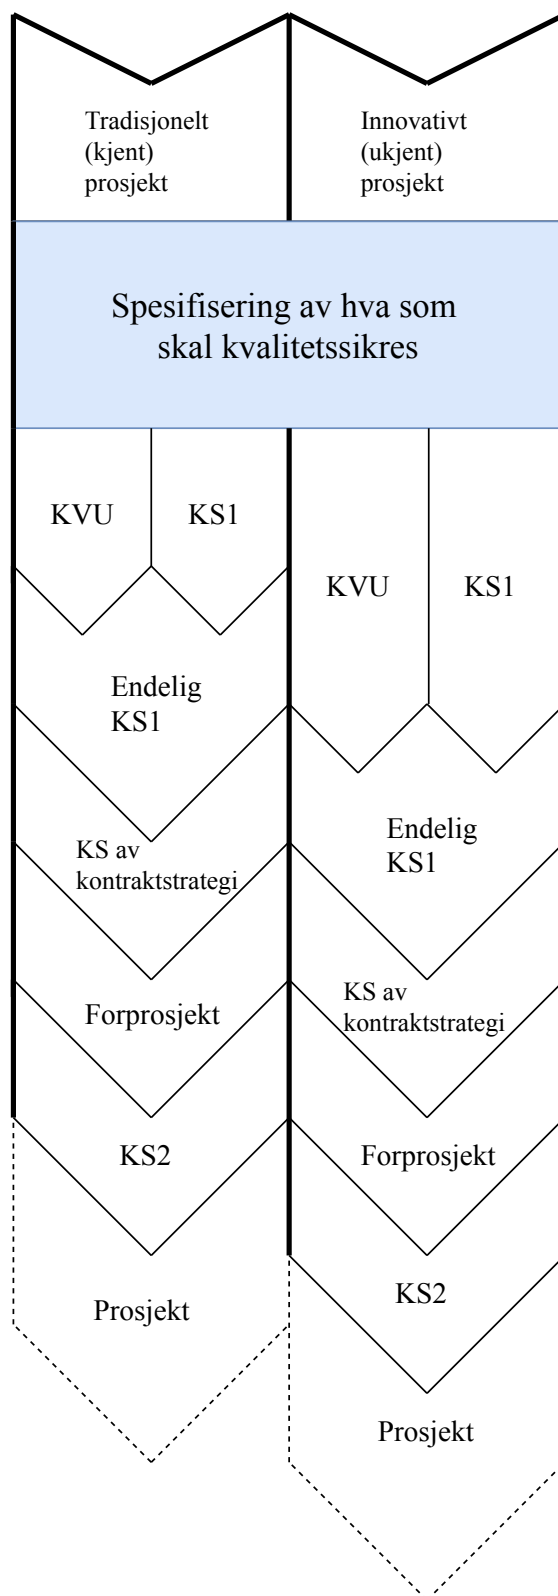 Tradisjonelt
(kjent)
prosjekt
Innovativt
(ukjent)
prosjekt
Spesifisering av hva som
skal kvalitetssikres
KVU
KS1
Endelig
KS1
KS av
kontraktstrategi
Forprosjekt
KS2
Prosjekt
KVU
KS1
Endelig
KS1
KS av
kontraktstrategi
Forprosjekt
KS2
Prosjekt